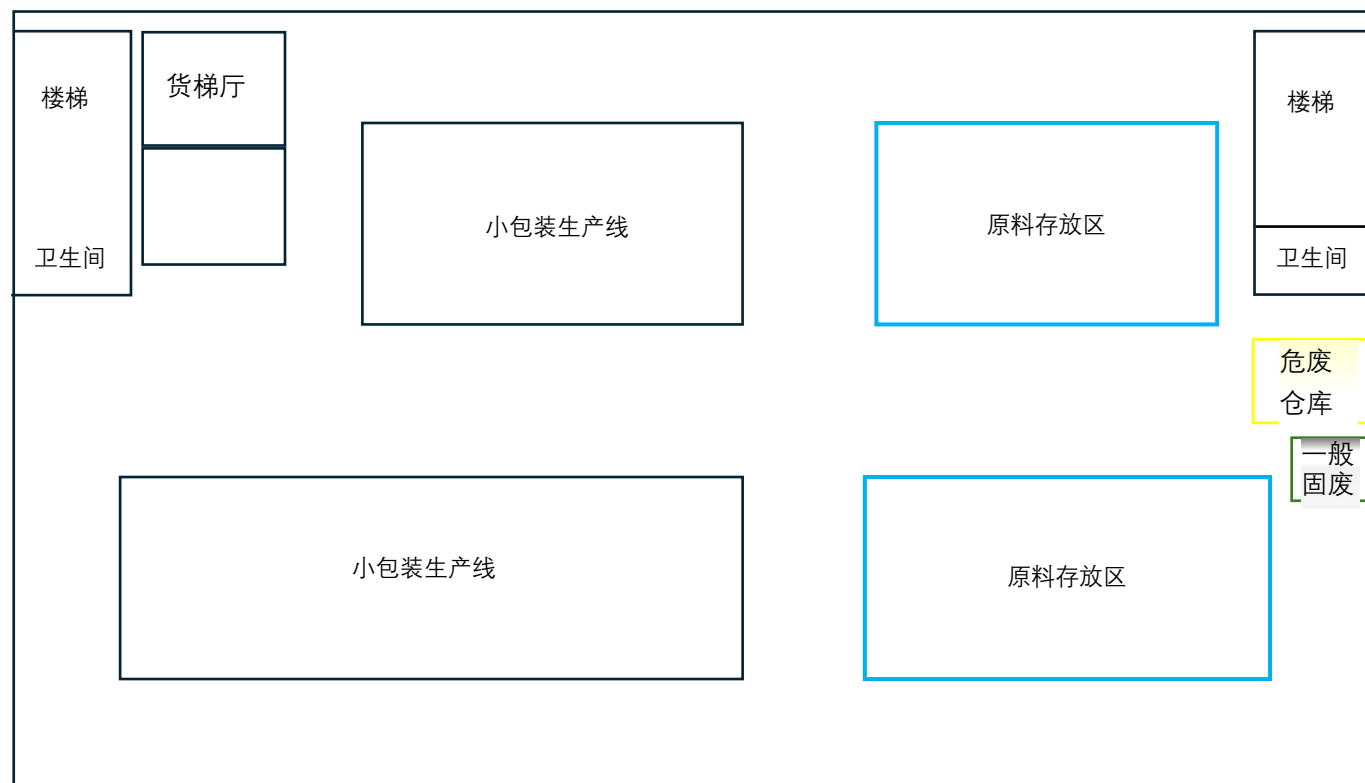 楼梯
货梯厅
楼梯
小包装生产线
原料存放区
卫生间
卫生间
危废
仓库
一般
固废
小包装生产线
原料存放区